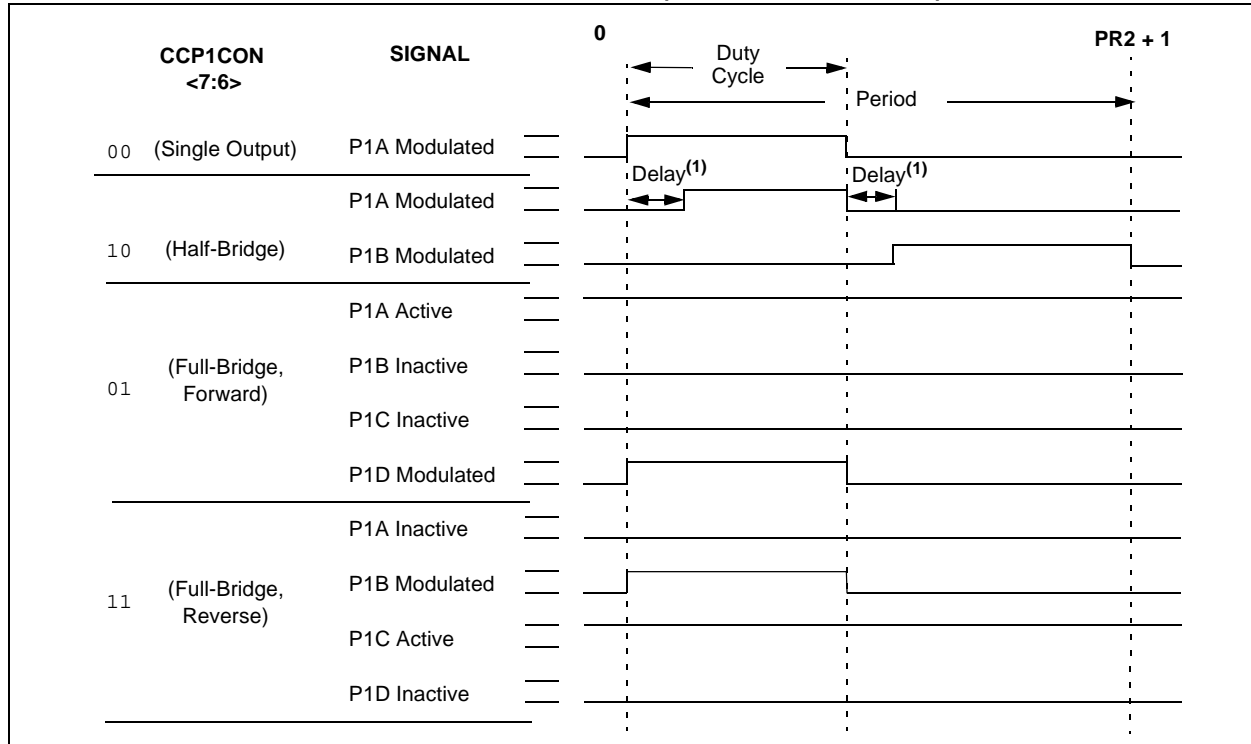 0
PR2 + 1
CCP1CON
<7:6>
SIGNAL
Duty
Cycle
Period
00 (Single Output) P1A Modulated
Delay(1) Delay(1)
P1A Modulated
10 (Half-Bridge) P1B Modulated
P1A Active
01 (Full-Bridge,
Forward)
P1B Inactive
P1C Inactive
P1D Modulated
P1A Inactive
11 (Full-Bridge,
Reverse)
P1B Modulated
P1C Active
P1D Inactive